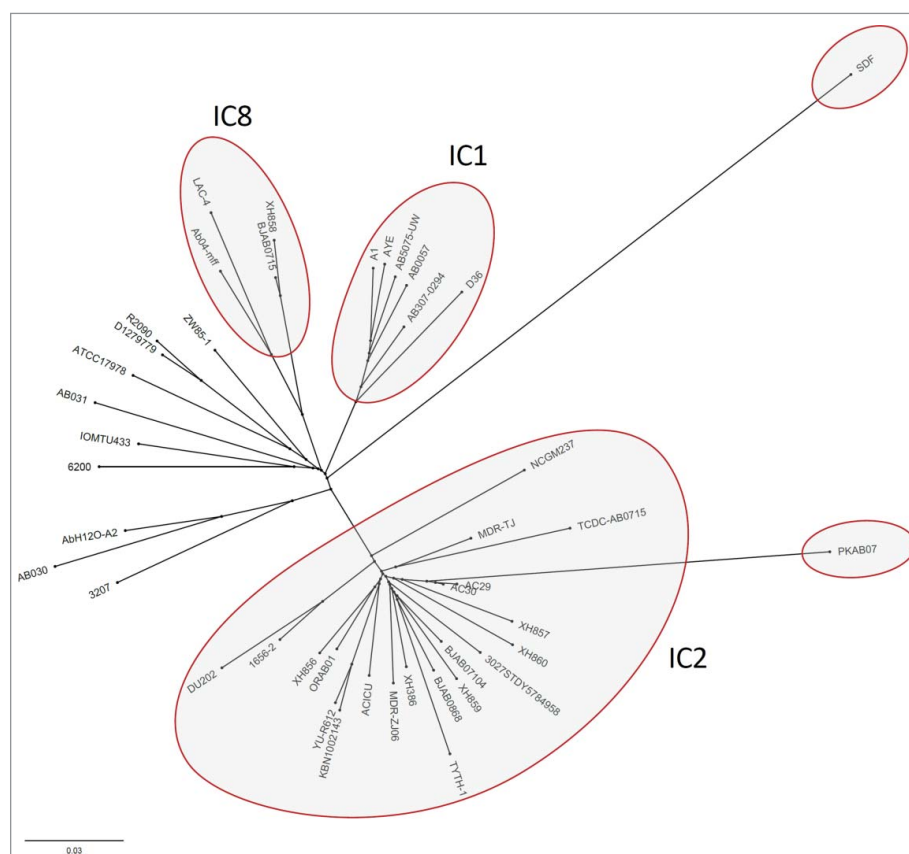 SDF
IC8
IC1
LAC-4
Ab04-mff
XH858
BJAB0715
A1
AYE
AB5075-UW
AB0057
AB307-0294
D36
R2090
D1279779
ZW85-1
ATCC17978
AB031
IOMTU433
6200
NCGM237
MDR-TJ
TCDC-AB0715
AbH12O-A2
AB030
3207
PKAB07
AC29
AC30
XH857
XH860
IC2
3027STDY5784958
BJAB07104
XH859
BJAB0868
DU202
1656-2
XH856
ORAB01
YU-R612
KBN1002143
ACICU
MDR-ZJ06
XH386
TYTH-1
0.03